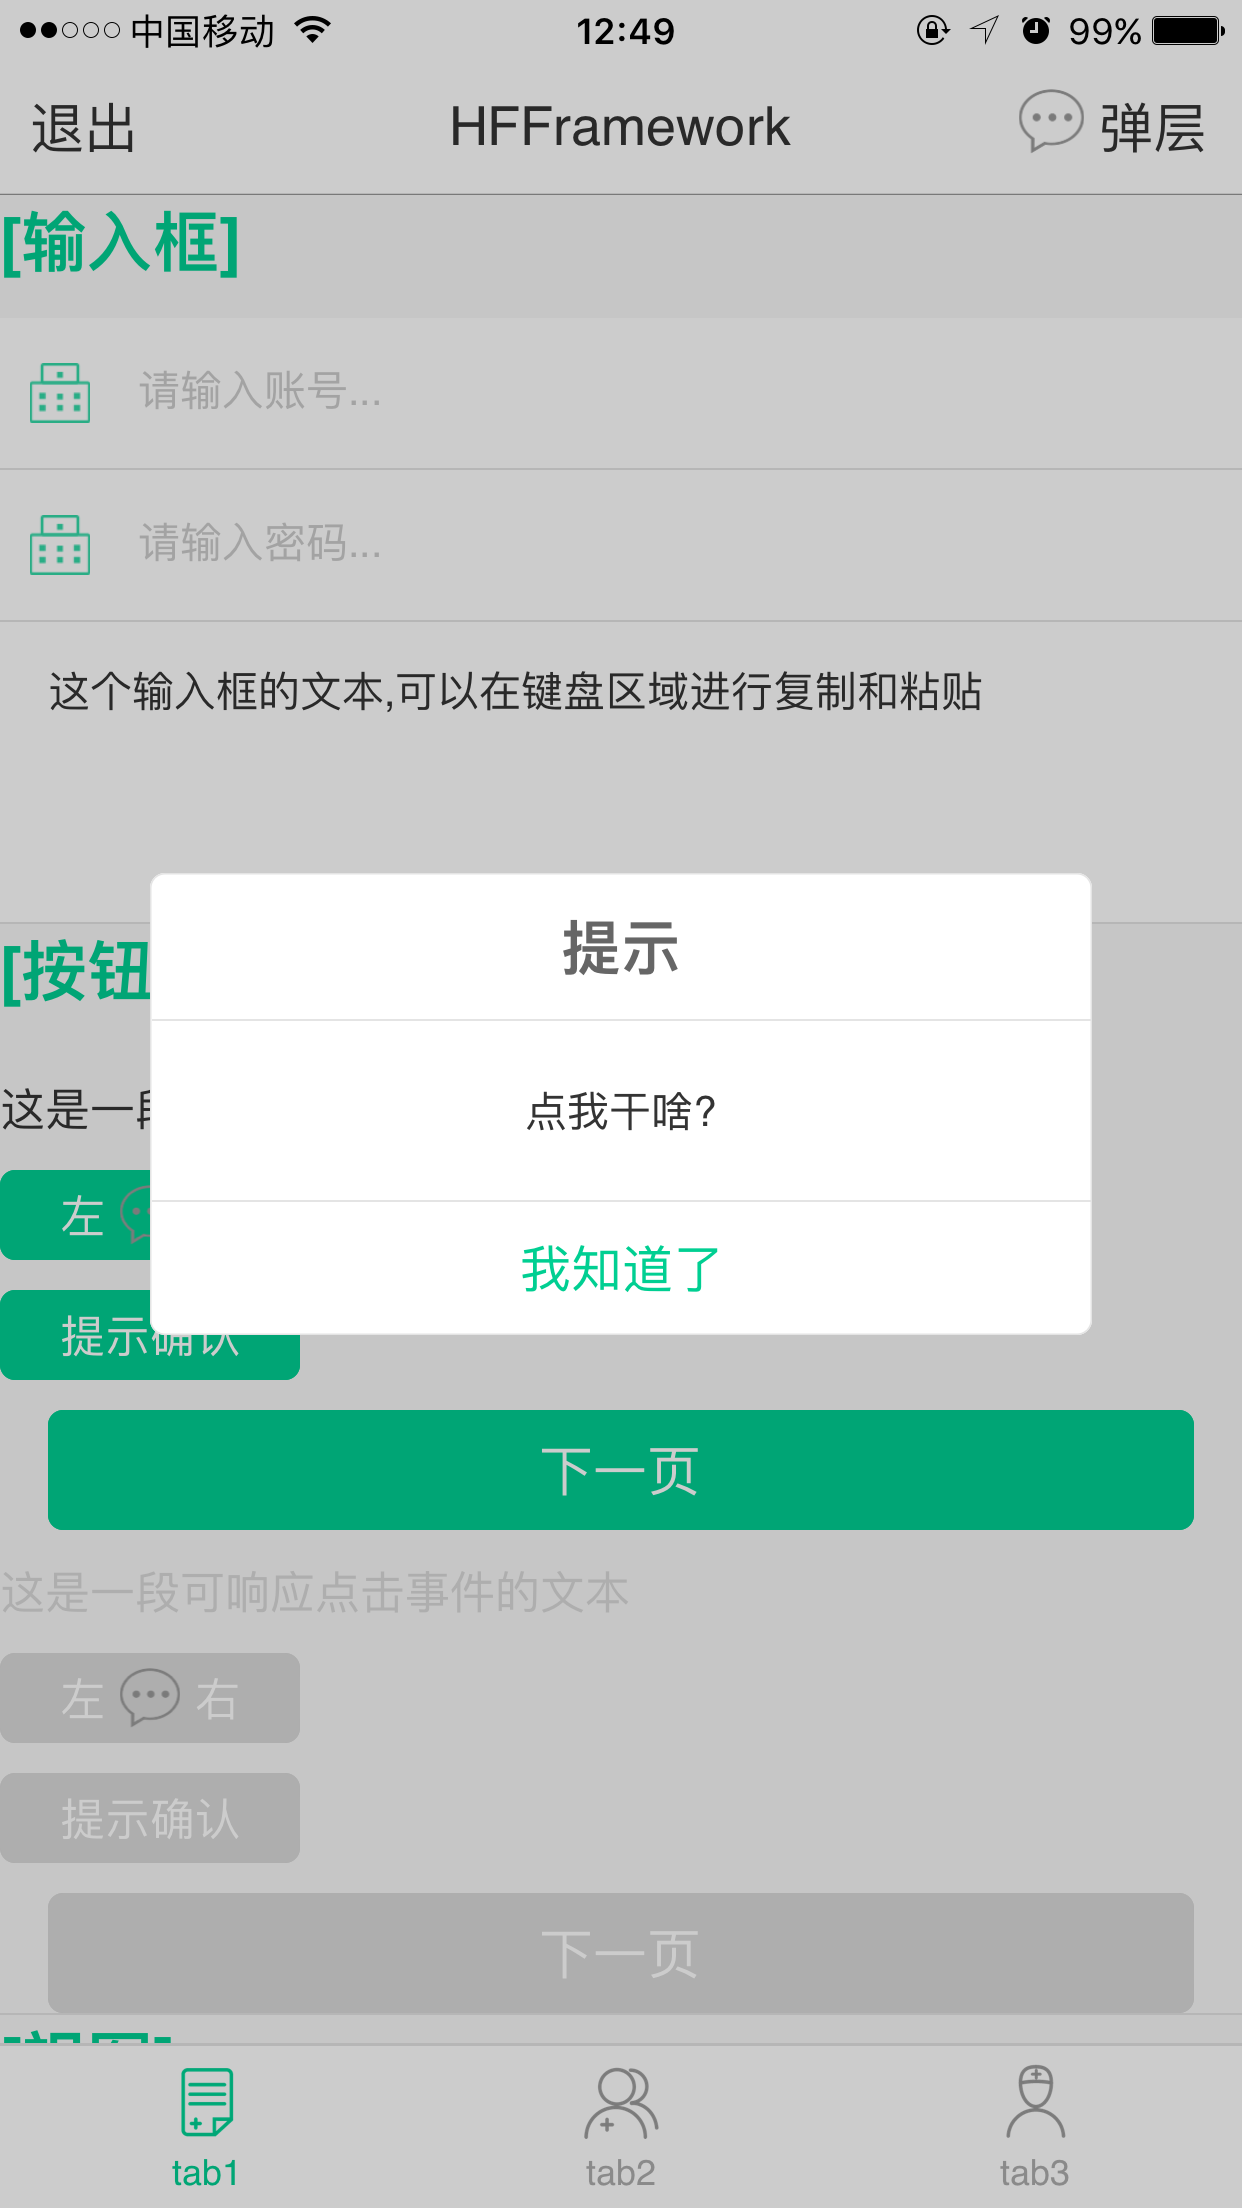 中国移动 12:49 99%
退出 HFFramework 弹层
[输入框]
请输入账号...
请输入密码...
这个输入框的文本,可以在键盘区域进行复制和粘贴
提示
[按钮
点我干啥?
这是一段
左
我知道了
提示确认
下一页
这是一段可响应点击事件的文本
左 右
提示确认
下一页
tab1 tab2 tab3